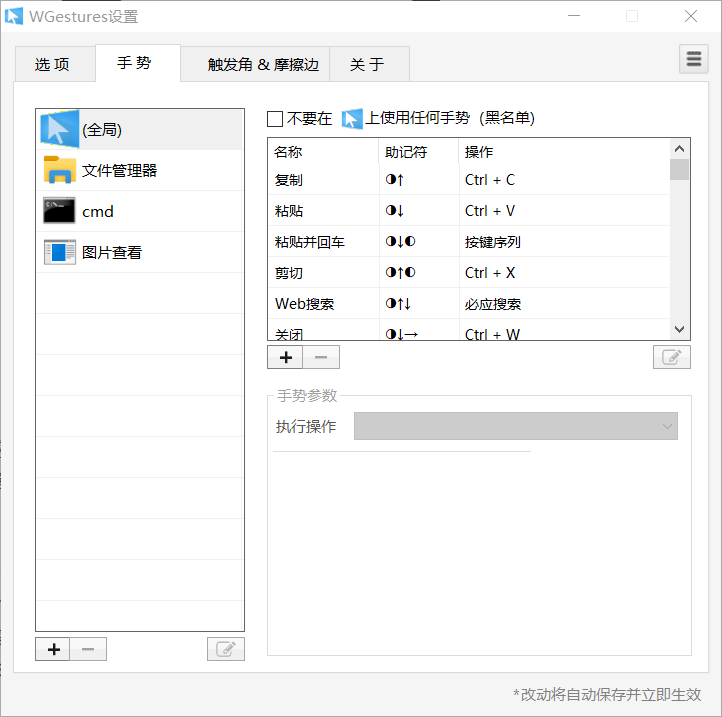 WGestures设置
选 项 手 势 触发角 & 摩擦边 关 于
(全局)
文件管理器
cmd
图片查看
不要在 上使用任何手势 (黑名单)
名称 助记符 操作
复制 ◑↑ Ctrl + C
粘贴 ◑↓ Ctrl + V
粘贴并回车 ◑↓◐ 按键序列
剪切 ◑↑◐ Ctrl + X
Web搜索 ◑↑↓ 必应搜索
关闭 ◑↓→ Ctrl + W
手势参数
执行操作
*改动将自动保存并立即生效